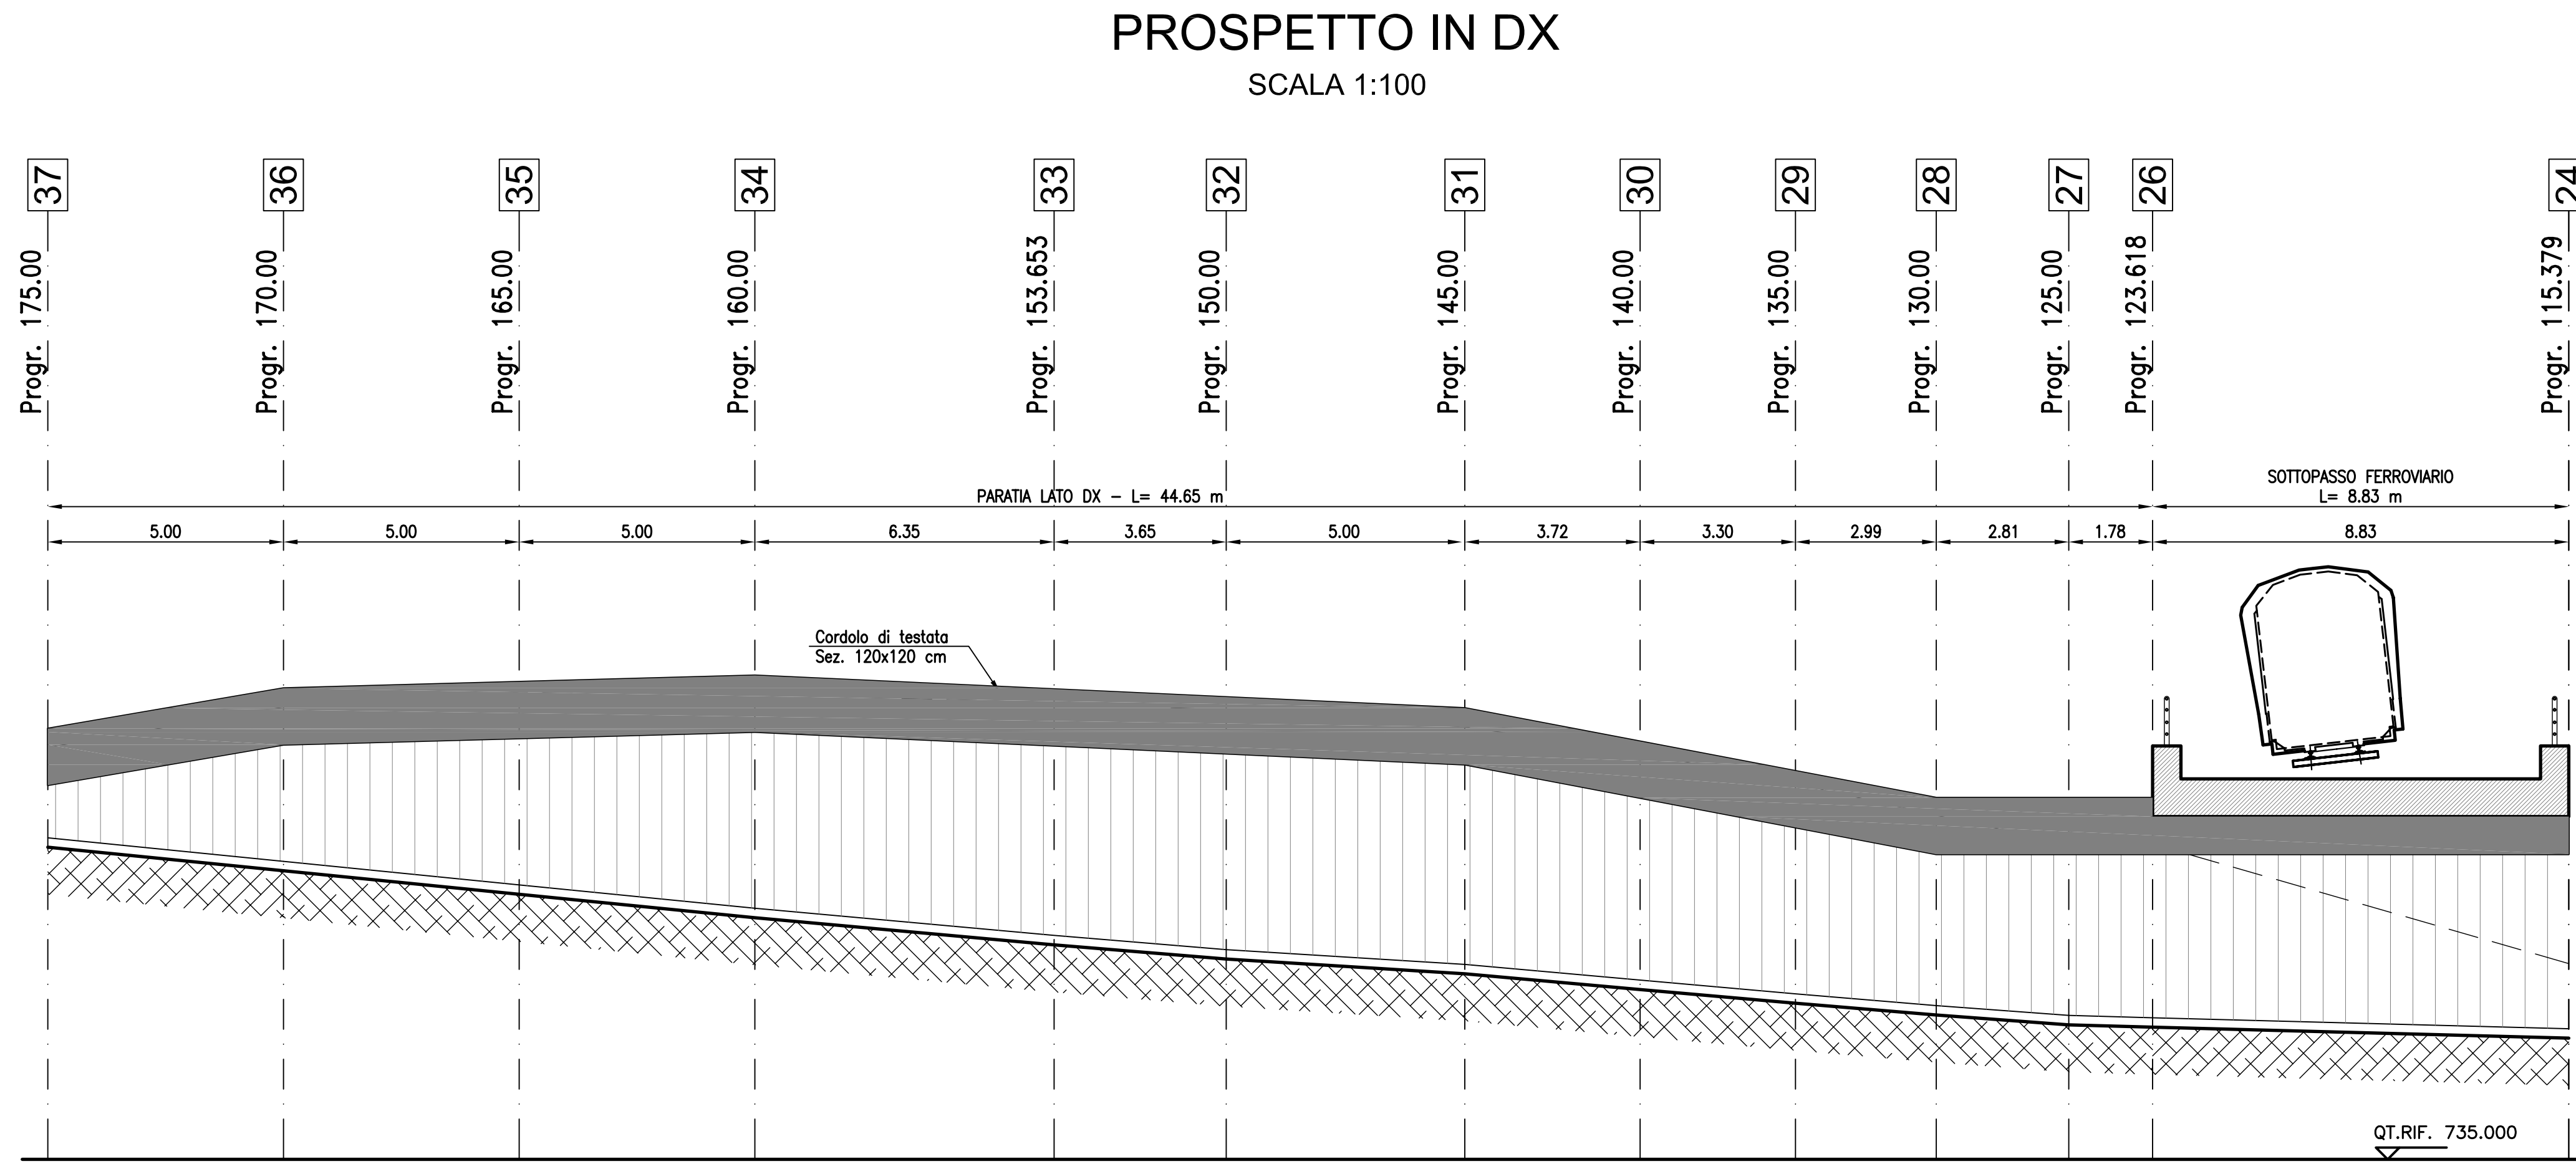 PROSPETTO IN DX
SCALA 1:100
37
36
35
34
33
32
31
30
29
28
27
26
24
Progr. 175.00
Progr. 170.00
Progr. 165.00
Progr. 160.00
Progr. 153.653
Progr. 150.00
Progr. 145.00
Progr. 140.00
Progr. 135.00
Progr. 130.00
Progr. 125.00
Progr. 123.618
Progr. 115.379
PARATIA LATO DX - L= 44.65 m
SOTTOPASSO FERROVIARIO
L= 8.83 m
5.00
5.00
5.00
6.35
3.65
5.00
3.72
3.30
2.99
2.81
1.78
8.83
Cordolo di testata
Sez. 120x120 cm
QT.RIF. 735.000